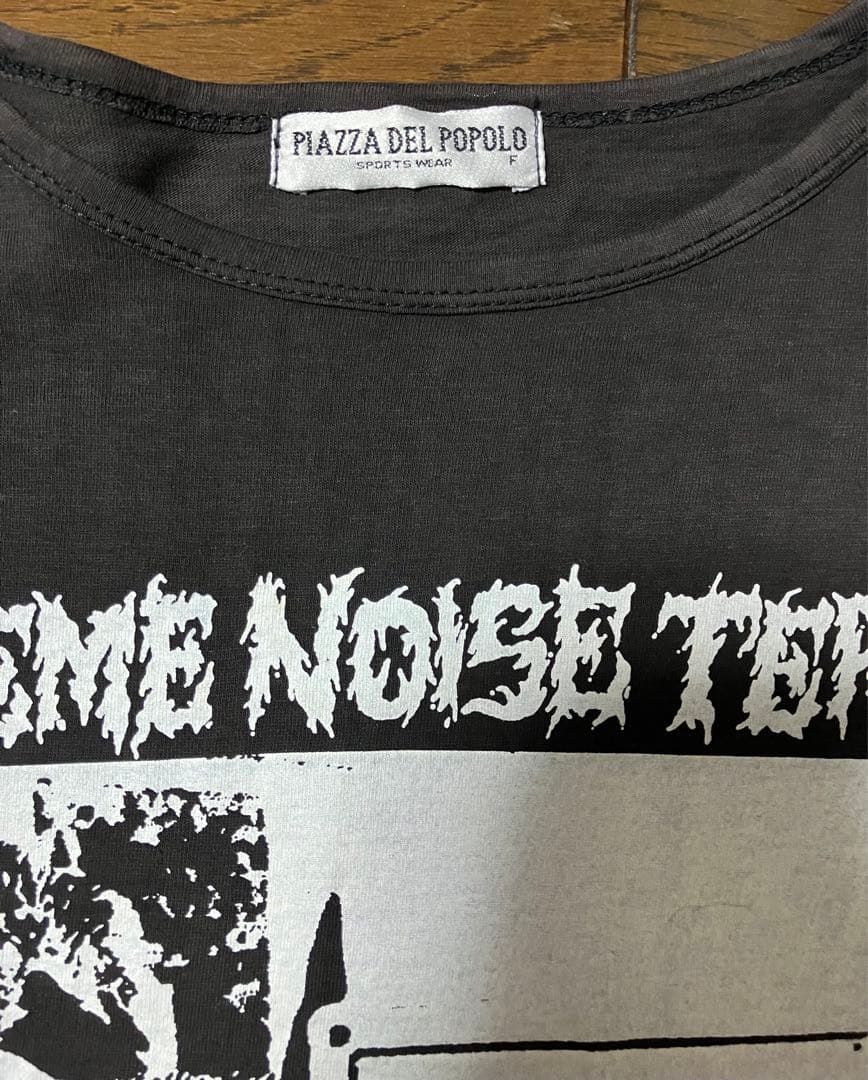 PIAZZA DEL POPOLO
SPORTS WEAR F
EME NOISE TER